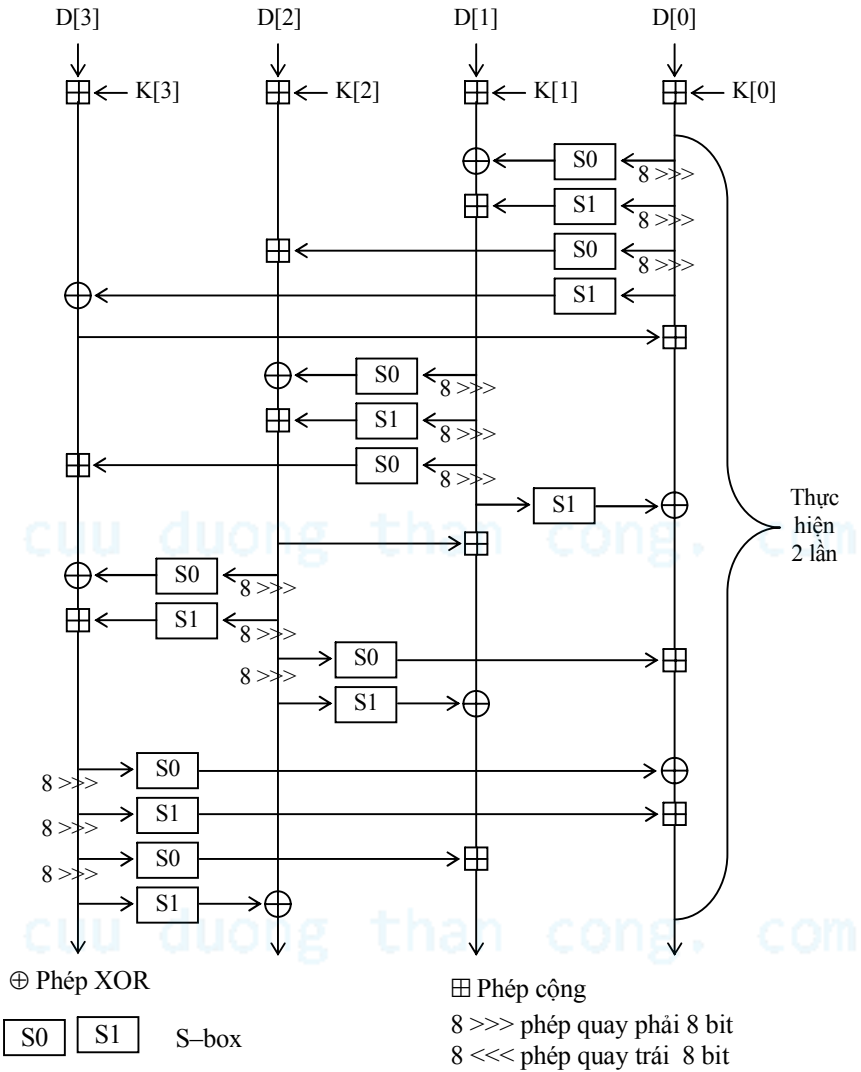 D[3] D[2] D[1] D[0]
K[3] K[2] K[1] K[0]
S0
8 >>>
S1
8 >>>
S0
8 >>>
S1
S0
8 >>>
S1
8 >>>
S0
8 >>>
S1
Thực
hiện
2 lần
cuu duong than cong. com
S0
8 >>>
S1
8 >>>
S0
8 >>>
S1
S0
8 >>>
S1
8 >>>
S0
8 >>>
S1
cuu duong than cong. com
⊕ Phép XOR
⊞ Phép cộng
S0 S1 S–box
8 >>> phép quay phải 8 bit
8 <<< phép quay trái 8 bit